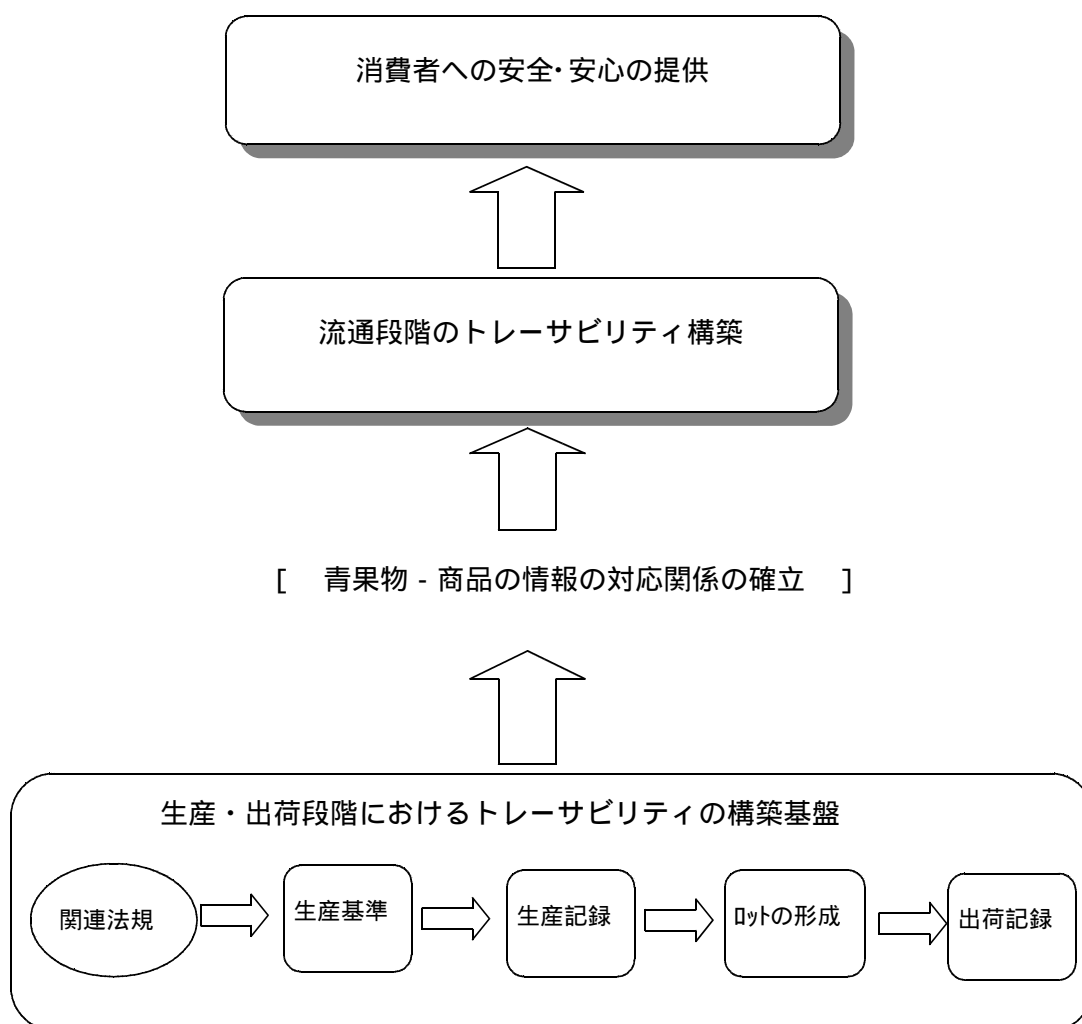 消費者への安全・安心の提供
流通段階のトレーサビリティ構築
[　青果物 - 商品の情報の対応関係の確立　]
生産・出荷段階におけるトレーサビリティの構築基盤
関連法規
生産基準
生産記録
ﾛｯﾄの形成
出荷記録